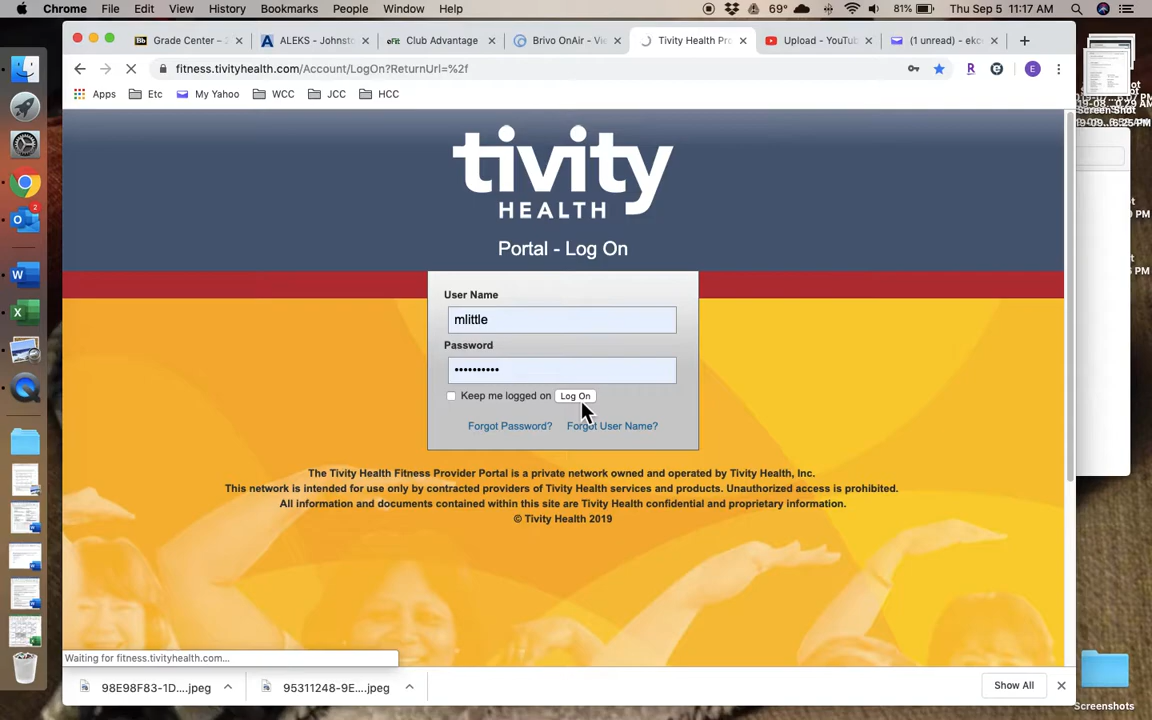 Chrome File Edit View History Bookmarks People Window Help 69° 81% Thu Sep 5 11:17 AM
Grade Center – 2 ALEKS - Johnst Club Advantage Brivo OnAir – Vi Tivity Health Pr Upload - YouTu (1 unread) - ekc
fitness.tivityhealth.com/Account/LogOn?ReturnUrl=%2f
Apps Etc My Yahoo WCC JCC HCC
tivity
HEALTH
Portal - Log On
User Name
mlittle
Password
••••••••••
Keep me logged on Log On
Forgot Password? Forgot User Name?
The Tivity Health Fitness Provider Portal is a private network owned and operated by Tivity Health, Inc.
This network is intended for use only by contracted providers of Tivity Health services and products. Unauthorized access is prohibited.
All information and documents contained within this site are Tivity Health confidential and proprietary information.
© Tivity Health 2019
Waiting for fitness.tivityhealth.com...
98E98F83-1D....jpeg 95311248-9E....jpeg Show All
Screenshots